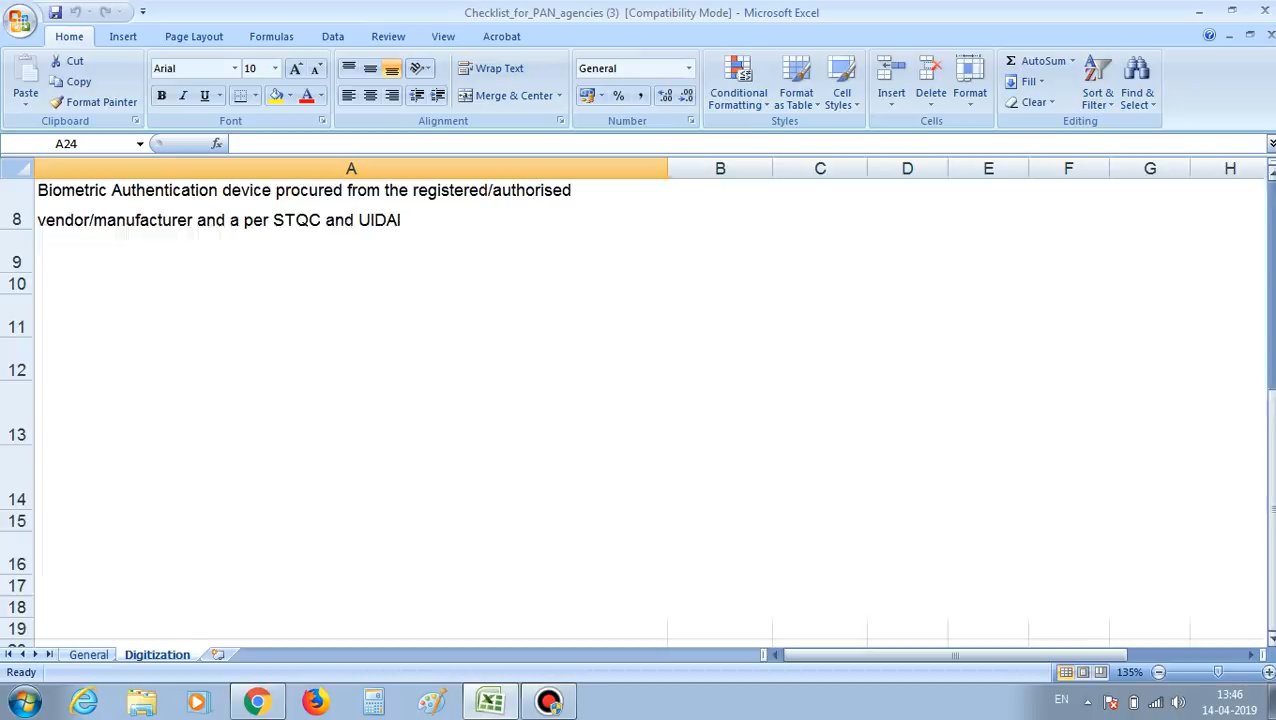 Checklist_for_PAN_agencies (3) [Compatibility Mode] - Microsoft Excel
Home Insert Page Layout Formulas Data Review View Acrobat
Paste
Cut
Copy
Format Painter
Clipboard
Arial 10
B I U
Font
Wrap Text
Merge & Center
Alignment
General
Number
Conditional Formatting
Format as Table
Cell Styles
Styles
Insert
Delete
Format
Cells
AutoSum
Fill
Clear
Sort & Filter
Find & Select
Editing
A24 fx
A B C D E F G H
Biometric Authentication device procured from the registered/authorised
8 vendor/manufacturer and a per STQC and UIDAI
9
10
11
12
13
14
15
16
17
18
19
General Digitization
Ready 135%
EN 13:46
14-04-2019